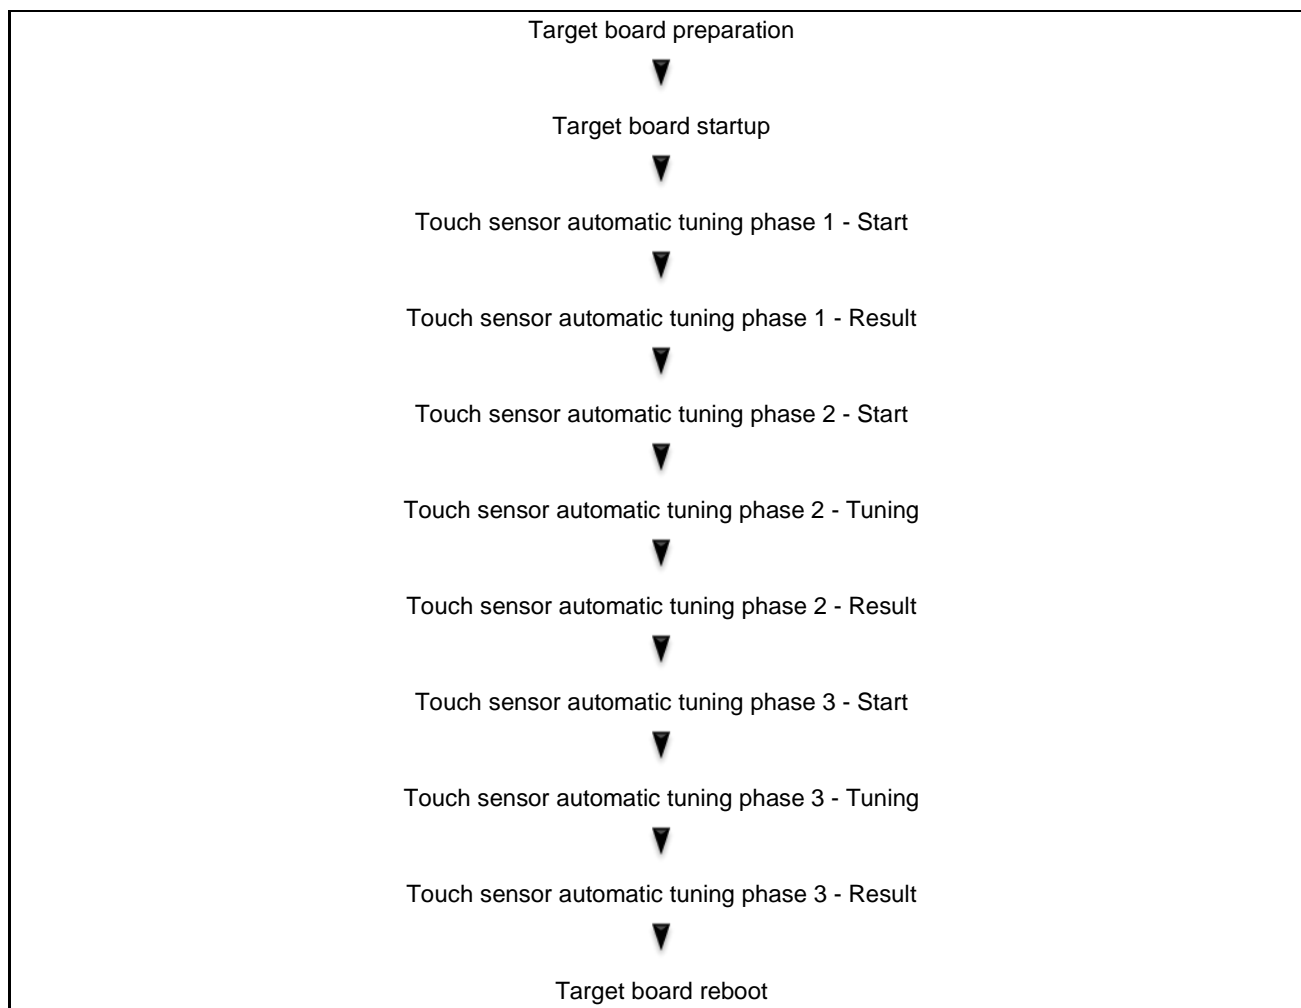 Target board preparation
Target board startup
Touch sensor automatic tuning phase 1 - Start
Touch sensor automatic tuning phase 1 - Result
Touch sensor automatic tuning phase 2 - Start
Touch sensor automatic tuning phase 2 - Tuning
Touch sensor automatic tuning phase 2 - Result
Touch sensor automatic tuning phase 3 - Start
Touch sensor automatic tuning phase 3 - Tuning
Touch sensor automatic tuning phase 3 - Result
Target board reboot